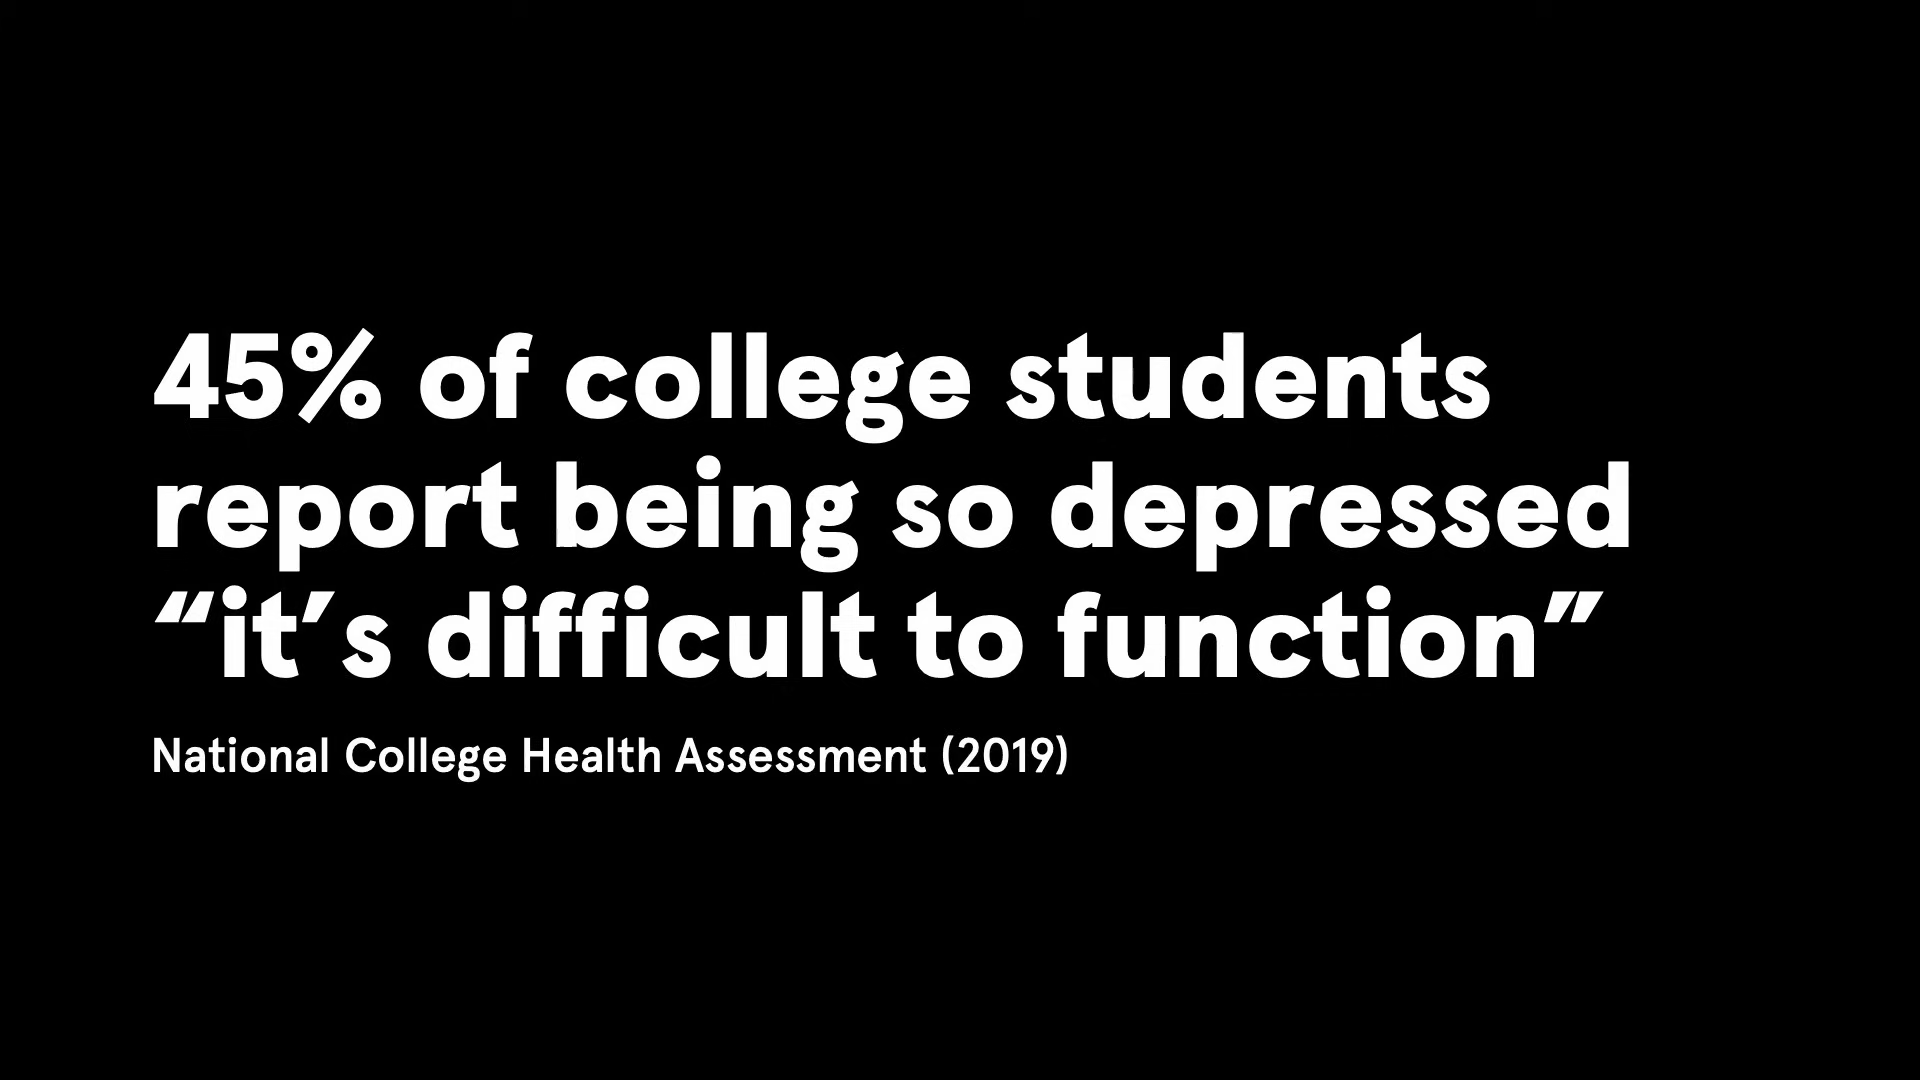 45% of college students
report being so depressed
“it’s difficult to function”
National College Health Assessment (2019)